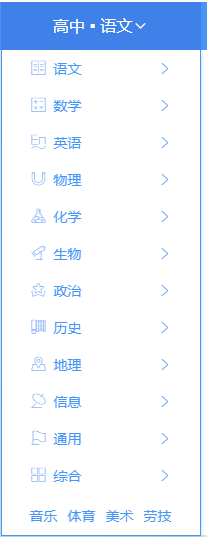 高中▪语文
语文
数学
英语
物理
化学
生物
政治
历史
地理
信息
通用
综合
音乐 体育 美术 劳技